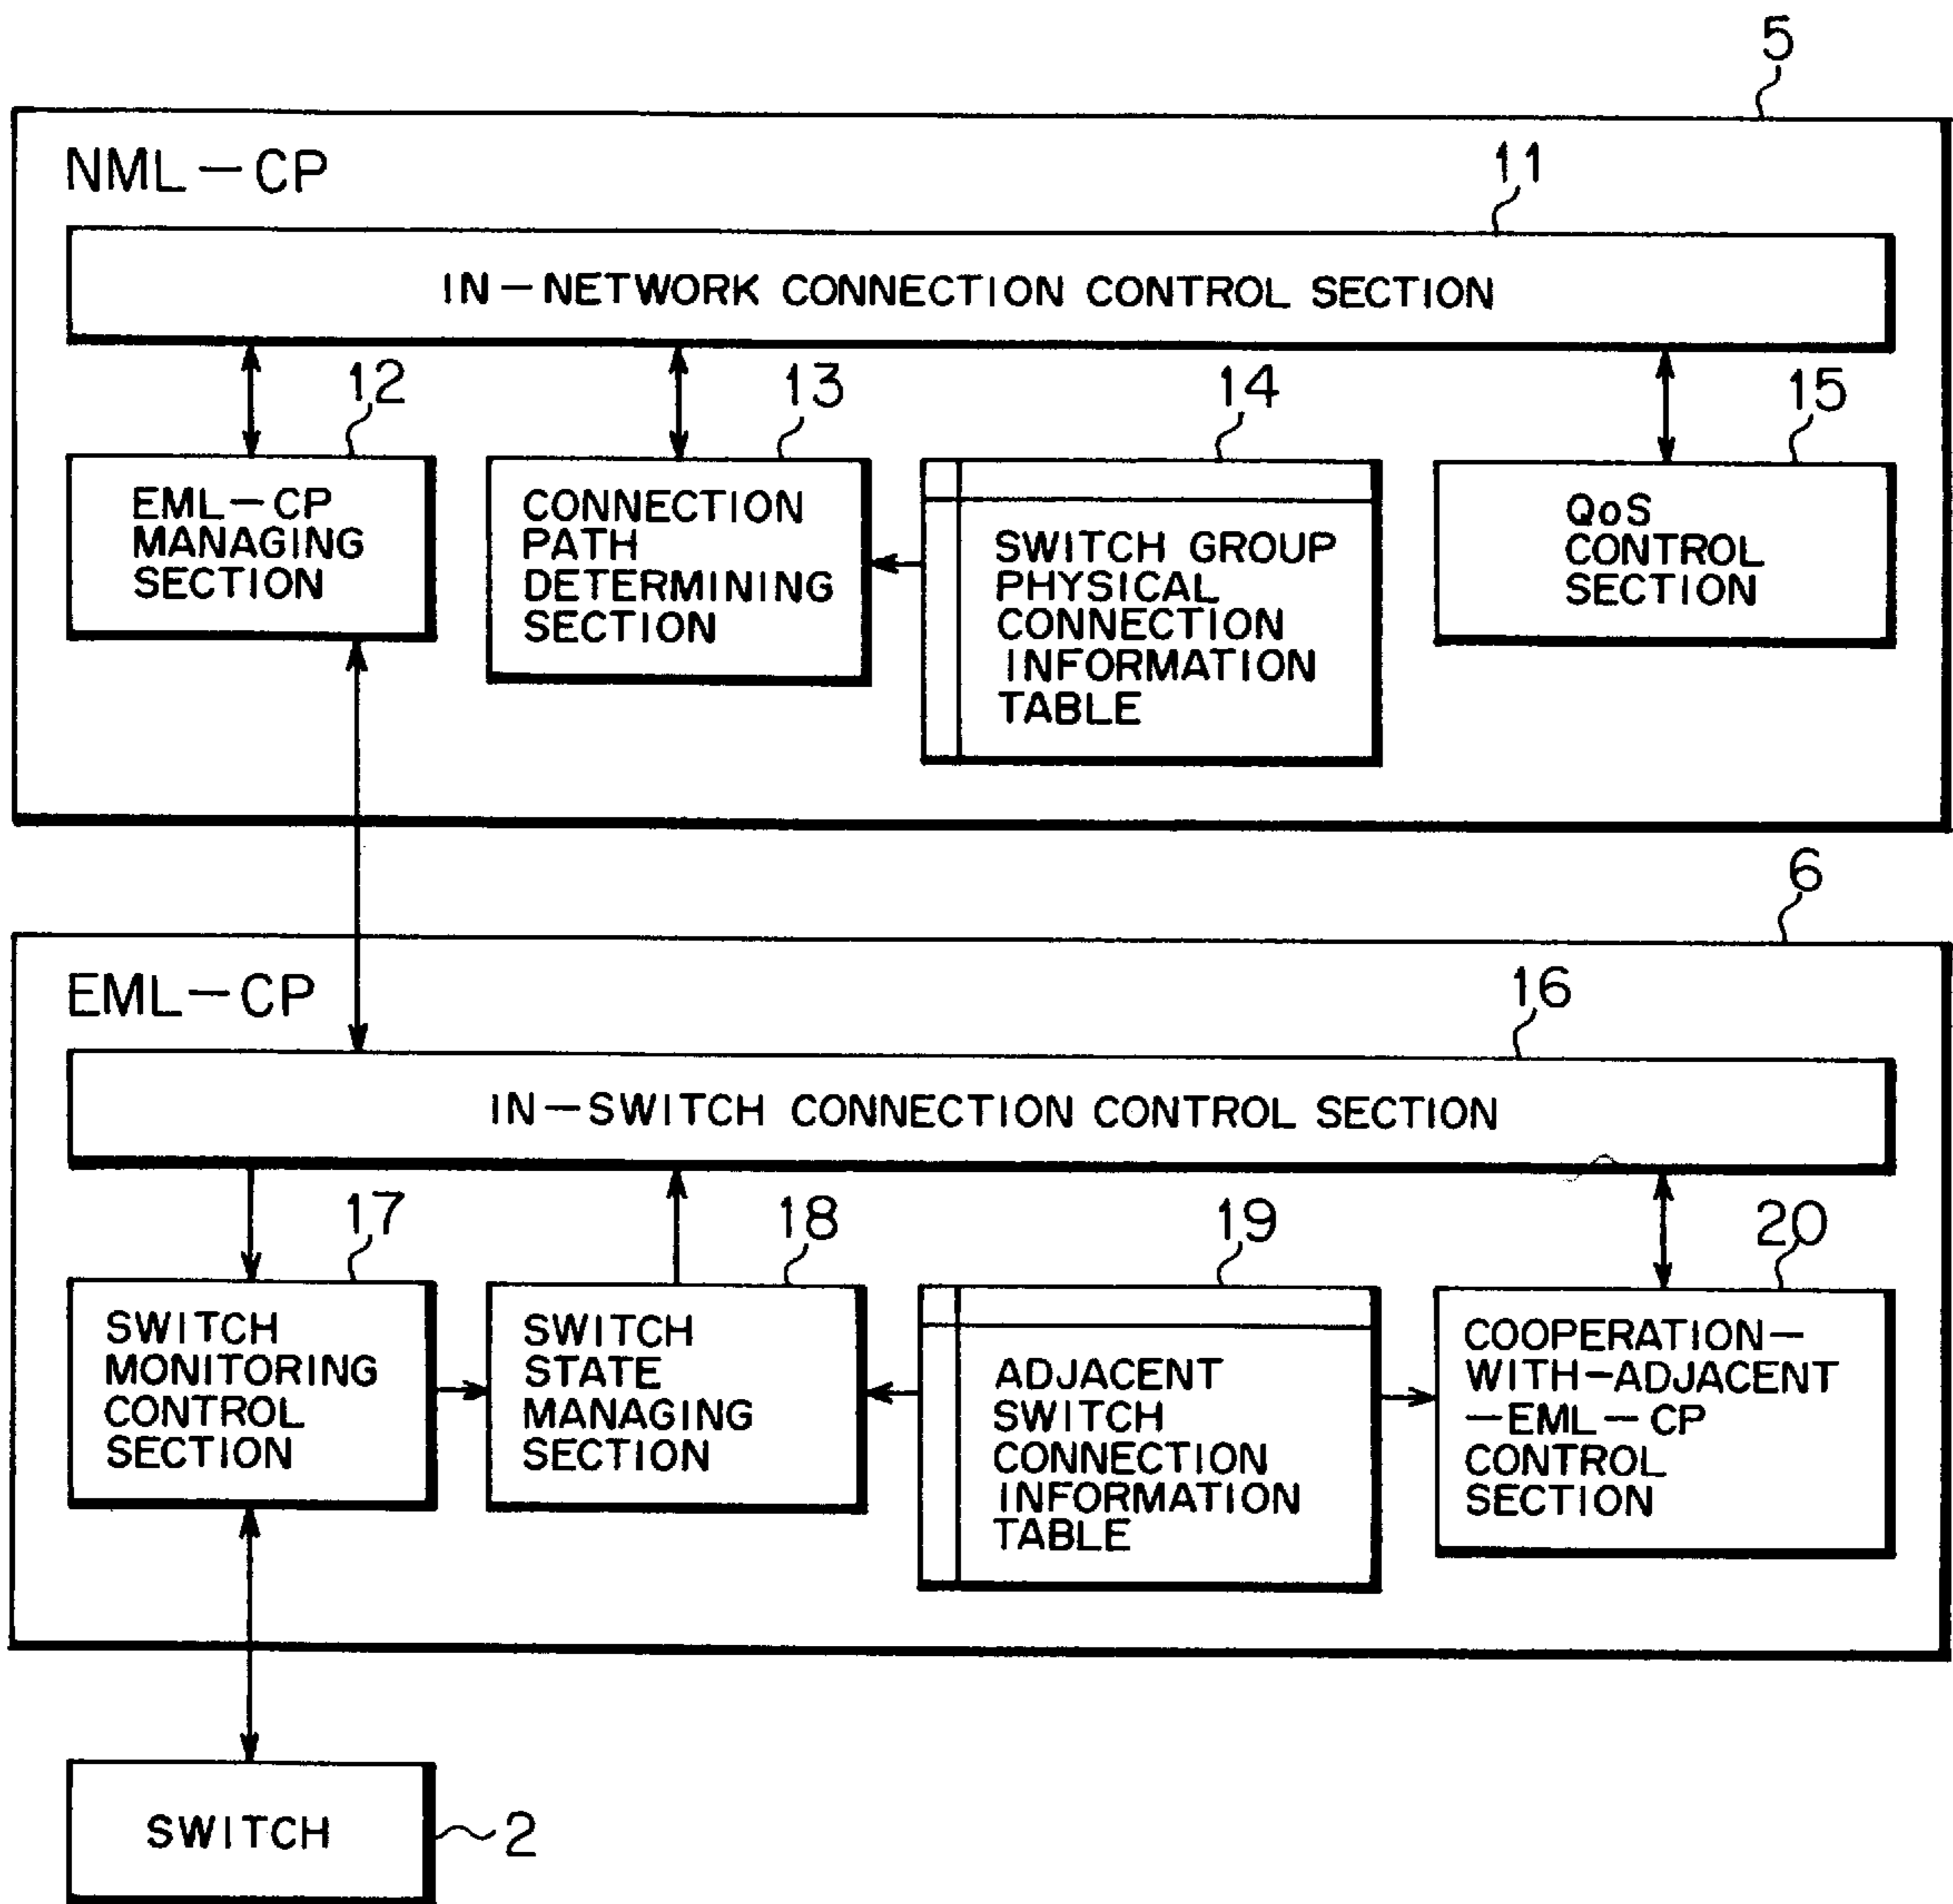 5
NML-CP
11
IN-NETWORK CONNECTION CONTROL SECTION
12
13
14
15
EML-CP
MANAGING
SECTION
CONNECTION
PATH
DETERMINING
SECTION
SWITCH GROUP
PHYSICAL
CONNECTION
INFORMATION
TABLE
QoS
CONTROL
SECTION
6
EML-CP
16
IN-SWITCH CONNECTION CONTROL SECTION
17
18
19
20
SWITCH
MONITORING
CONTROL
SECTION
SWITCH
STATE
MANAGING
SECTION
ADJACENT
SWITCH
CONNECTION
INFORMATION
TABLE
COOPERATION-
WITH-ADJACENT
-EML-CP
CONTROL
SECTION
SWITCH
2